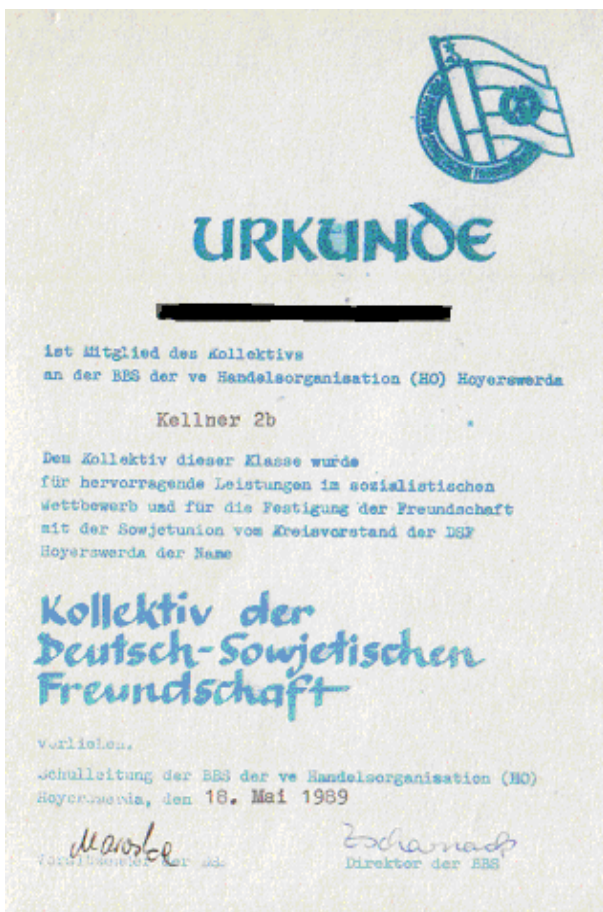 URKUNDE
ist Mitglied des Kollektivs
an der BBS der ve Handelsorganisation (HO) Hoyerswerda
Kellner 2b
Dem Kollektiv dieser Klasse wurde
für hervorragende Leistungen im sozialistischen
Wettbewerb und für die Festigung der Freundschaft
mit der Sowjetunion vom Kreisvorstand der DSF
Hoyerswerda der Name
Kollektiv der
Deutsch-Sowjetischen
Freundschaft
verliehen.
Schulleitung der BBS der ve Handelsorganisation (HO)
Hoyerswerda, den 18. Mai 1989
Vorsitzender der
Direktor der BBS